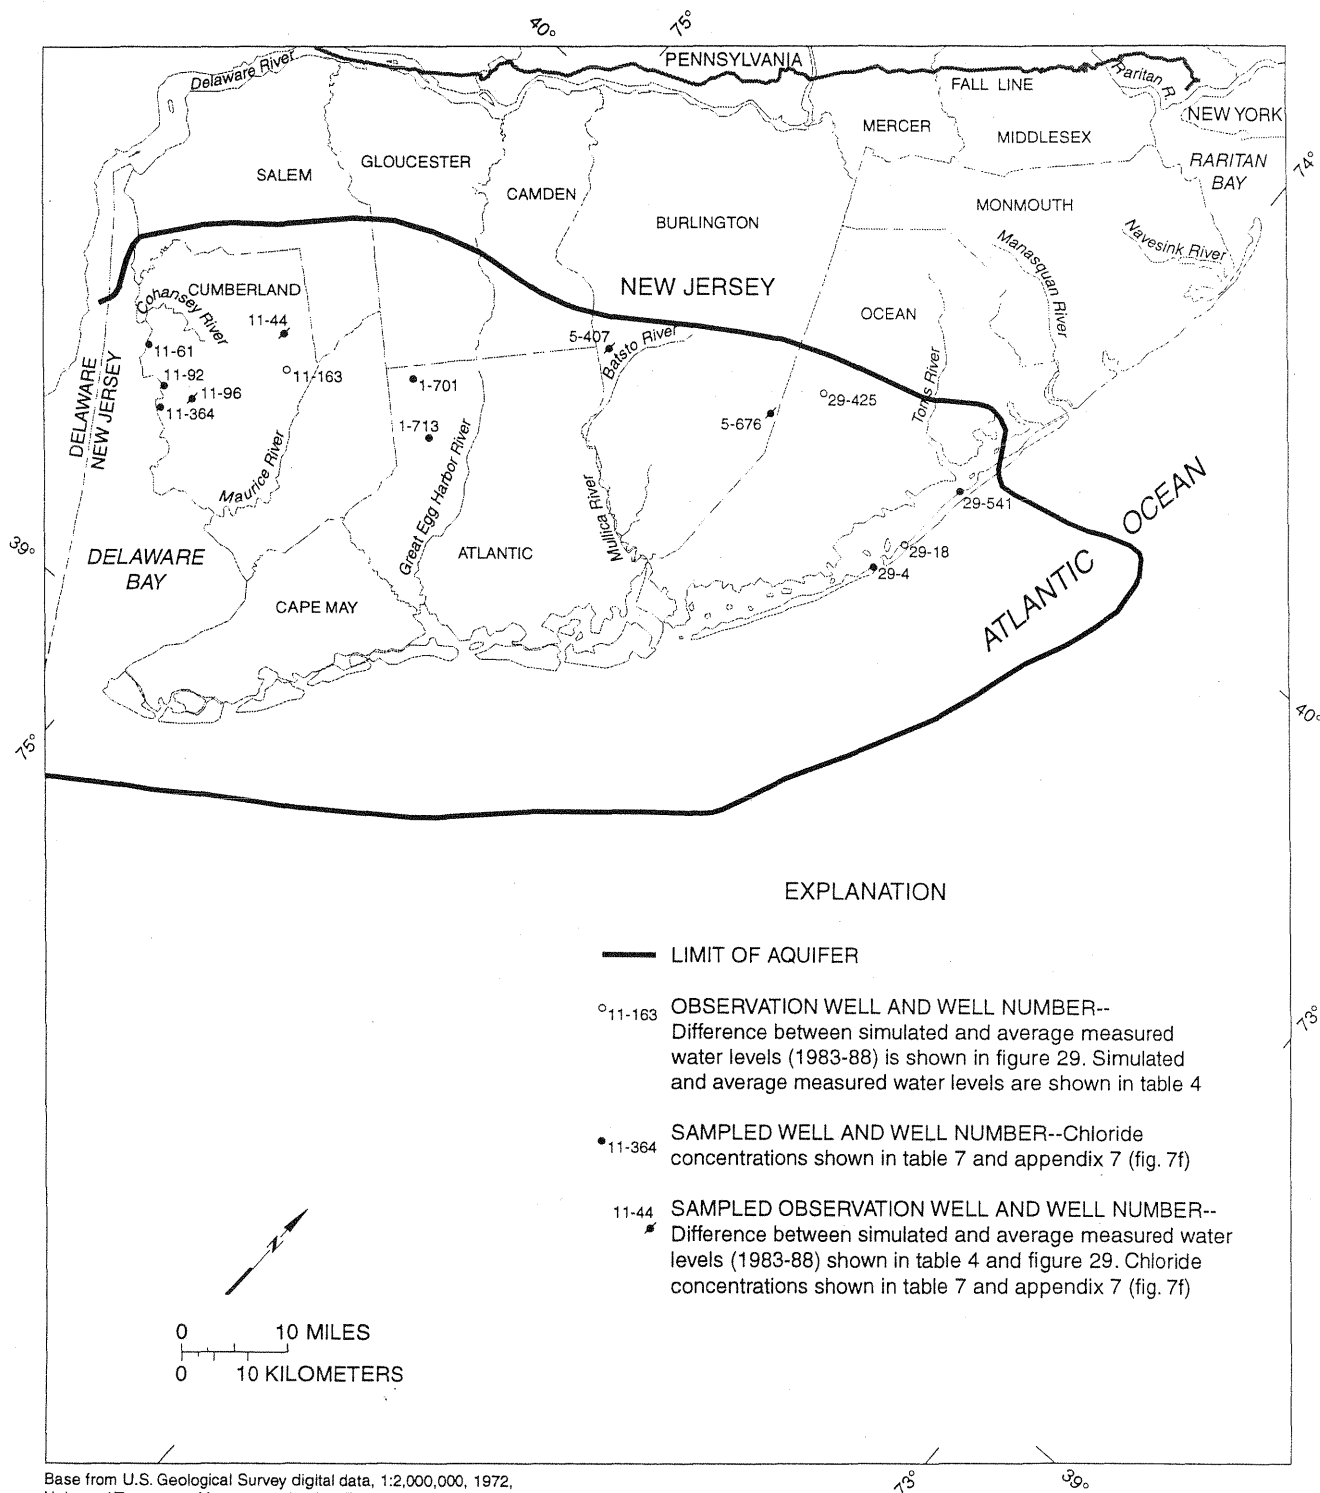 40°
75°
PENNSYLVANIA
Delaware River
FALL LINE
Raritan R.
NEW YORK
MERCER
MIDDLESEX
RARITAN
BAY
74°
GLOUCESTER
SALEM
CAMDEN
MONMOUTH
BURLINGTON
Navesink River
Manasquan River
NEW JERSEY
CUMBERLAND
Cohansey River
OCEAN
11-44
5-407
Batsto River
11-61
11-163
11-92
11-96
11-364
1-701
29-425
Toms River
DELAWARE
NEW JERSEY
1-713
5-676
Maurice River
Great Egg Harbor River
Mullica River
29-541
ATLANTIC OCEAN
39°
DELAWARE
BAY
ATLANTIC
29-18
29-4
CAPE MAY
75°
40°
EXPLANATION
LIMIT OF AQUIFER
11-163 OBSERVATION WELL AND WELL NUMBER--
Difference between simulated and average measured
water levels (1983-88) is shown in figure 29. Simulated
and average measured water levels are shown in table 4
73°
11-364 SAMPLED WELL AND WELL NUMBER--Chloride
concentrations shown in table 7 and appendix 7 (fig. 7f)
11-44 SAMPLED OBSERVATION WELL AND WELL NUMBER--
Difference between simulated and average measured water
levels (1983-88) shown in table 4 and figure 29. Chloride
concentrations shown in table 7 and appendix 7 (fig. 7f)
N
0 10 MILES
0 10 KILOMETERS
Base from U.S. Geological Survey digital data, 1:2,000,000, 1972,
73°
39°